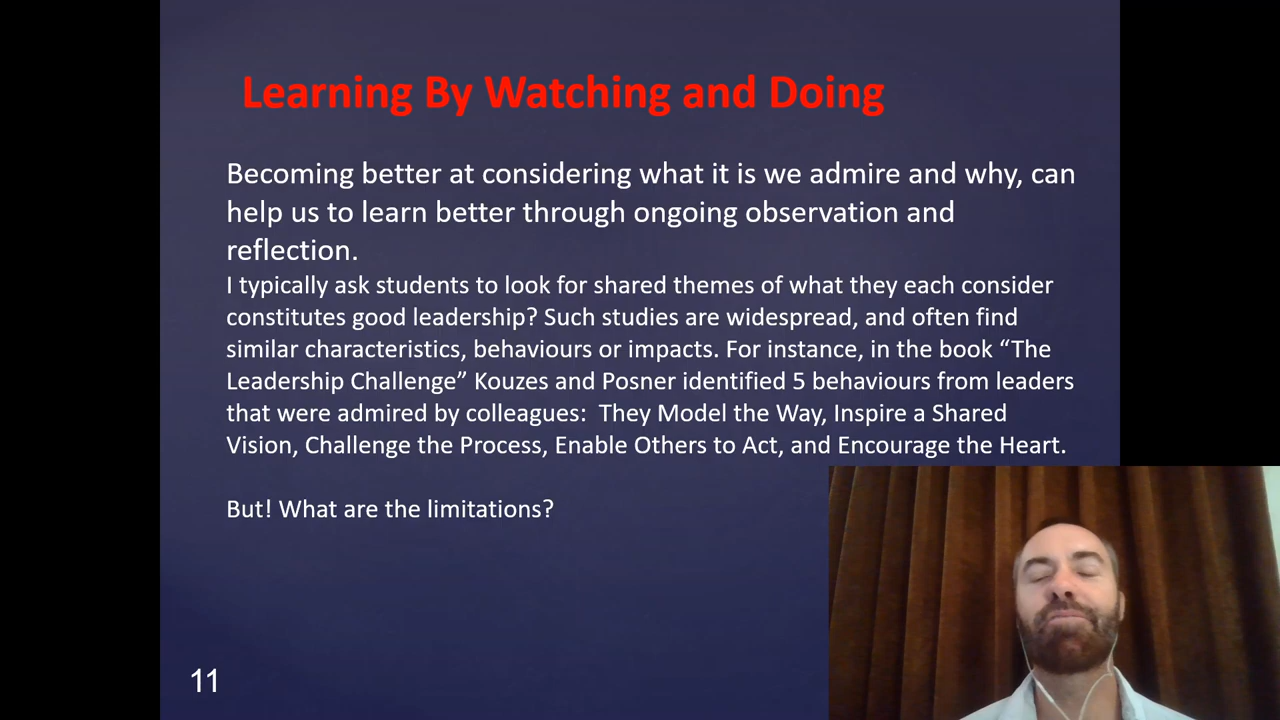 Learning By Watching and Doing
Becoming better at considering what it is we admire and why, can
help us to learn better through ongoing observation and
reflection.
I typically ask students to look for shared themes of what they each consider
constitutes good leadership? Such studies are widespread, and often find
similar characteristics, behaviours or impacts. For instance, in the book “The
Leadership Challenge” Kouzes and Posner identified 5 behaviours from leaders
that were admired by colleagues:  They Model the Way, Inspire a Shared
Vision, Challenge the Process, Enable Others to Act, and Encourage the Heart.
But! What are the limitations?
11